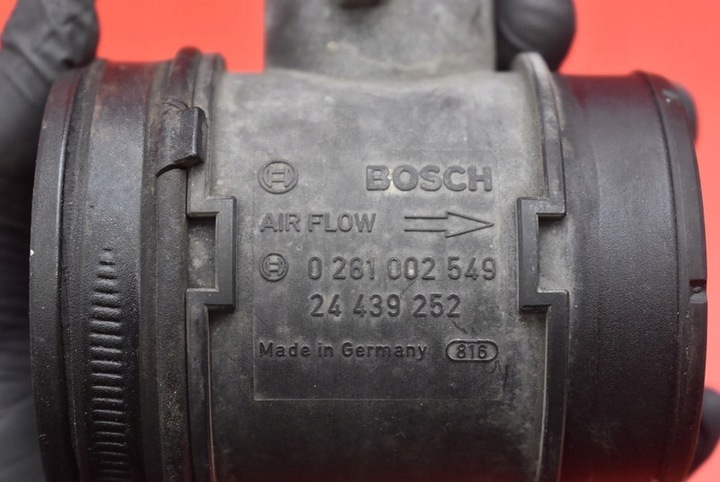 BOSCH
AIR FLOW
0 281 002 549
24 439 252
Made in Germany 816